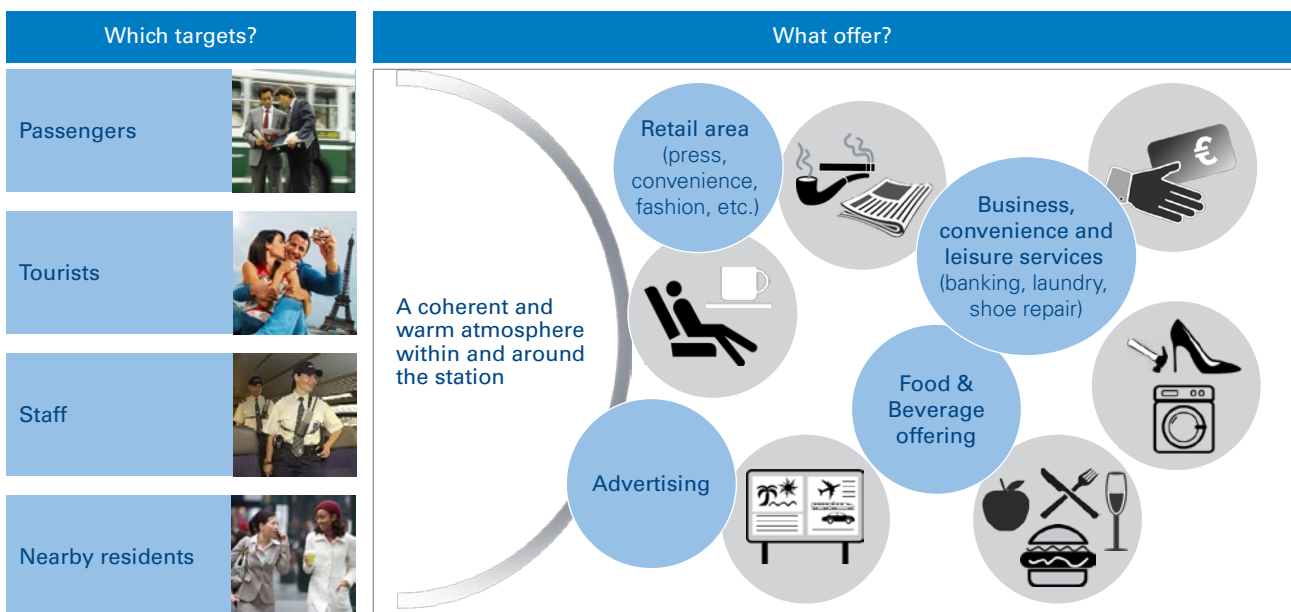 Which targets?
What offer?
Passengers
Tourists
Staff
Nearby residents
A coherent and
warm atmosphere
within and around
the station
Retail area
(press,
convenience,
fashion, etc.)
€
Business,
convenience and
leisure services
(banking, laundry,
shoe repair)
Food &
Beverage
offering
Advertising